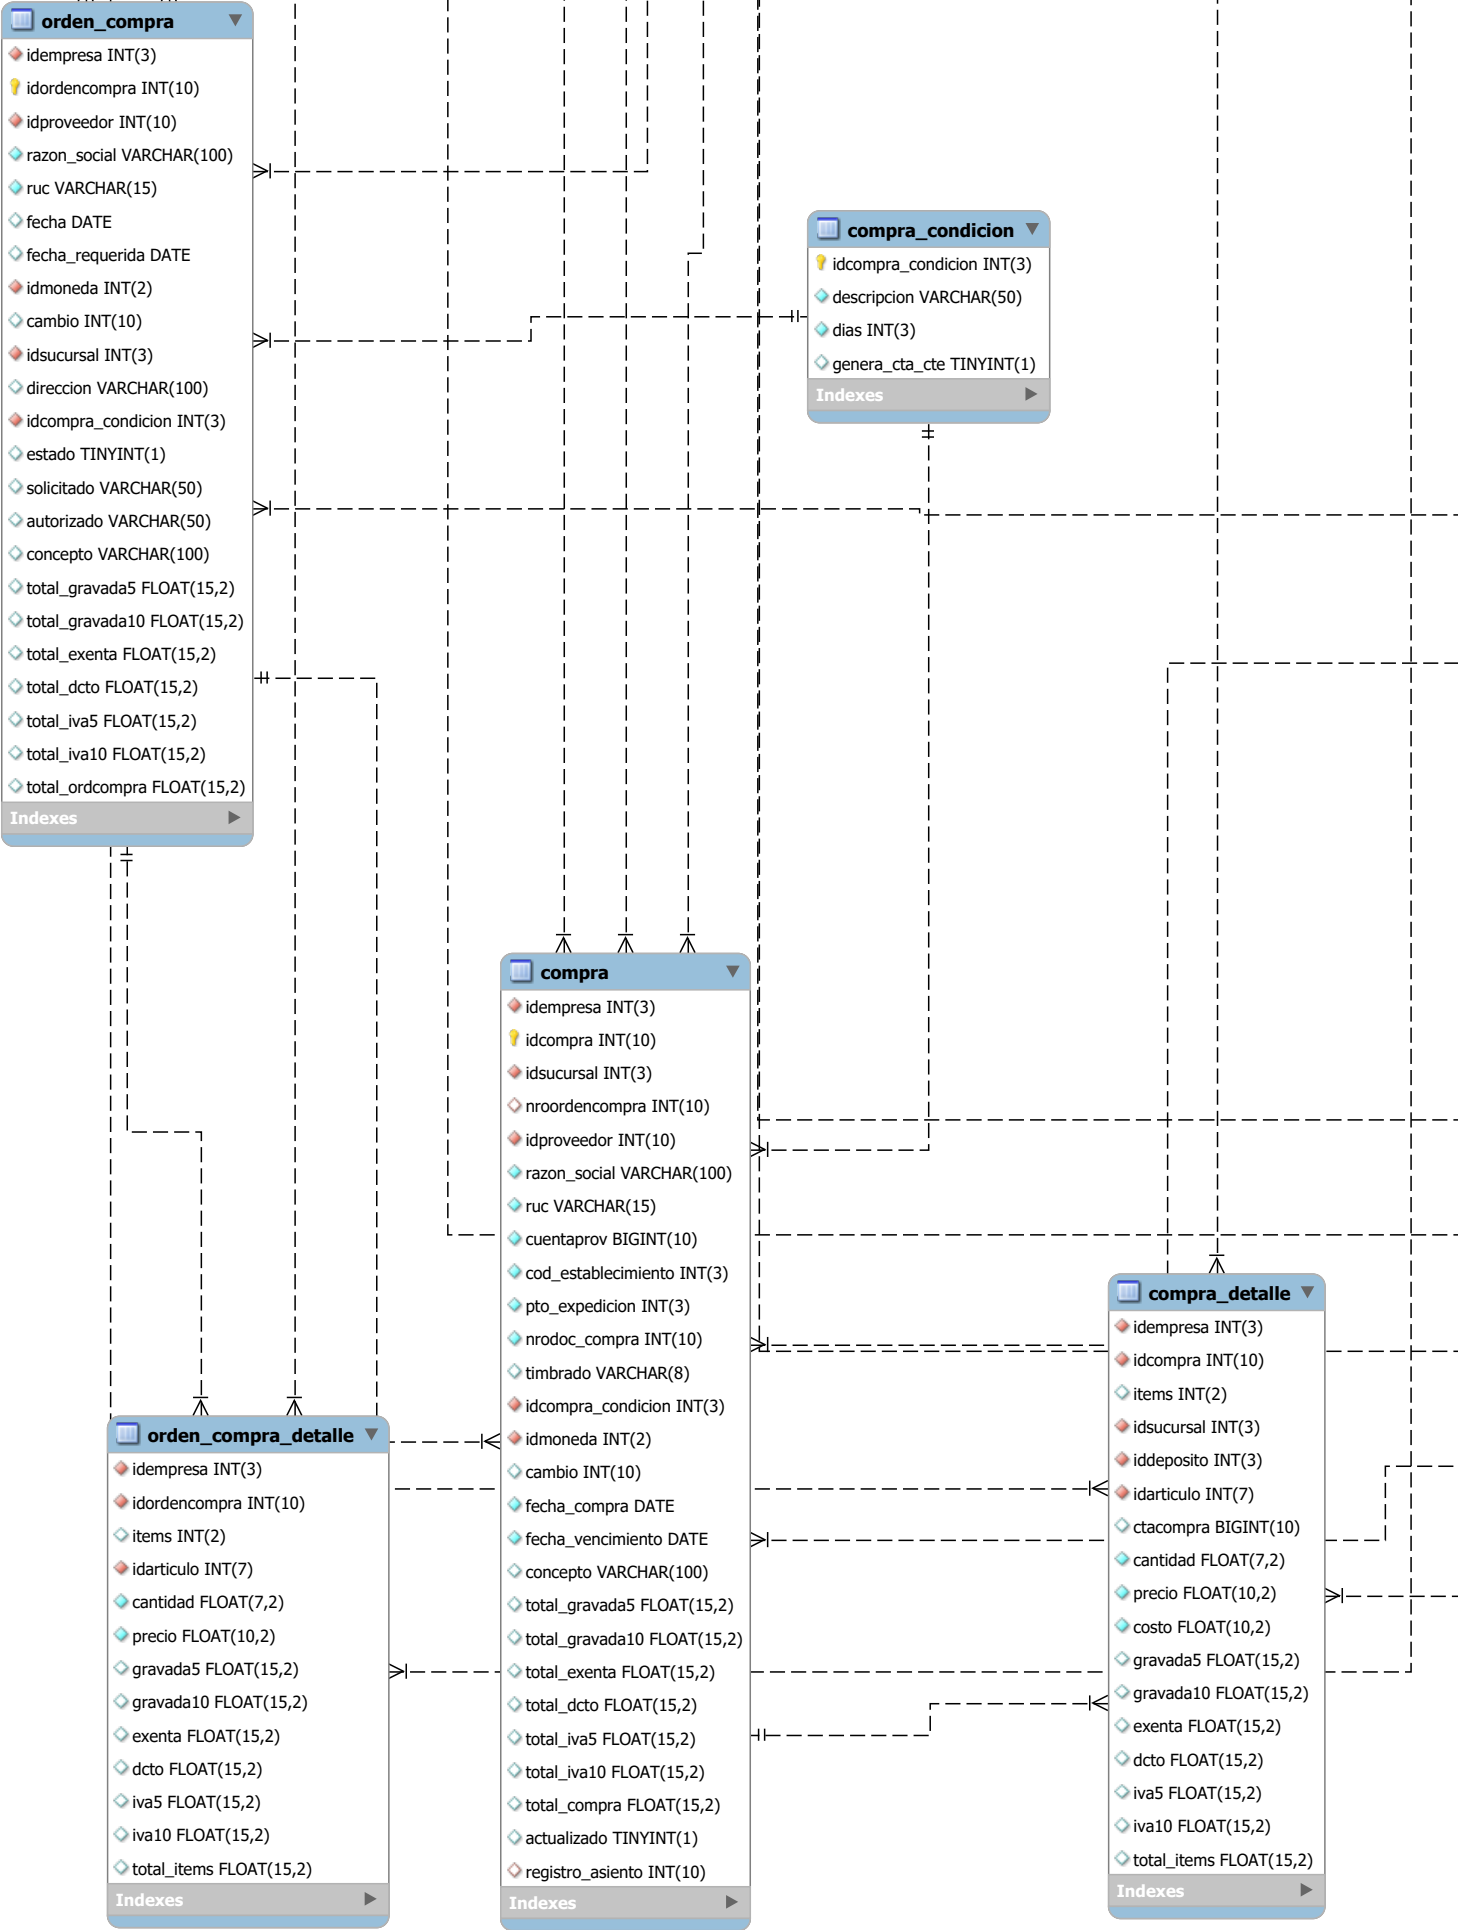 orden_compra
idempresa INT(3)
idordencompra INT(10)
idproveedor INT(10)
razon_social VARCHAR(100)
ruc VARCHAR(15)
fecha DATE
fecha_requerida DATE
idmoneda INT(2)
cambio INT(10)
idsucursal INT(3)
direccion VARCHAR(100)
idcompra_condicion INT(3)
estado TINYINT(1)
solicitado VARCHAR(50)
autorizado VARCHAR(50)
concepto VARCHAR(100)
total_gravada5 FLOAT(15,2)
total_gravada10 FLOAT(15,2)
total_exenta FLOAT(15,2)
total_dcto FLOAT(15,2)
total_iva5 FLOAT(15,2)
total_iva10 FLOAT(15,2)
total_ordcompra FLOAT(15,2)
Indexes
compra_condicion
idcompra_condicion INT(3)
descripcion VARCHAR(50)
dias INT(3)
genera_cta_cte TINYINT(1)
Indexes
compra
idempresa INT(3)
idcompra INT(10)
idsucursal INT(3)
nroordencompra INT(10)
idproveedor INT(10)
razon_social VARCHAR(100)
ruc VARCHAR(15)
cuentaprov BIGINT(10)
cod_establecimiento INT(3)
pto_expedicion INT(3)
nrodoc_compra INT(10)
timbrado VARCHAR(8)
idcompra_condicion INT(3)
idmoneda INT(2)
cambio INT(10)
fecha_compra DATE
fecha_vencimiento DATE
concepto VARCHAR(100)
total_gravada5 FLOAT(15,2)
total_gravada10 FLOAT(15,2)
total_exenta FLOAT(15,2)
total_dcto FLOAT(15,2)
total_iva5 FLOAT(15,2)
total_iva10 FLOAT(15,2)
total_compra FLOAT(15,2)
actualizado TINYINT(1)
registro_asiento INT(10)
Indexes
compra_detalle
idempresa INT(3)
idcompra INT(10)
items INT(2)
idsucursal INT(3)
iddeposito INT(3)
idarticulo INT(7)
ctacompra BIGINT(10)
cantidad FLOAT(7,2)
precio FLOAT(10,2)
costo FLOAT(10,2)
gravada5 FLOAT(15,2)
gravada10 FLOAT(15,2)
exenta FLOAT(15,2)
dcto FLOAT(15,2)
iva5 FLOAT(15,2)
iva10 FLOAT(15,2)
total_items FLOAT(15,2)
Indexes
orden_compra_detalle
idempresa INT(3)
idordencompra INT(10)
items INT(2)
idarticulo INT(7)
cantidad FLOAT(7,2)
precio FLOAT(10,2)
gravada5 FLOAT(15,2)
gravada10 FLOAT(15,2)
exenta FLOAT(15,2)
dcto FLOAT(15,2)
iva5 FLOAT(15,2)
iva10 FLOAT(15,2)
total_items FLOAT(15,2)
Indexes